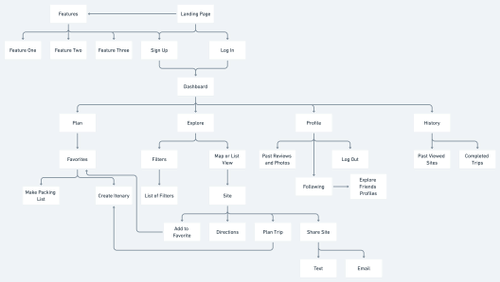 Features
Landing Page
Feature One
Feature Two
Feature Three
Sign Up
Log In
Dashboard
Plan
Explore
Profile
History
Favorities
Filters
Map or List
View
Past Reviews
and Photos
Log Out
Past Viewed
Sites
Completed
Trips
Make Packing
List
Create Itenary
List of Filters
Site
Following
Explore
Friends
Profiles
Add to
Favorite
Directions
Plan Trip
Share Site
Text
Email